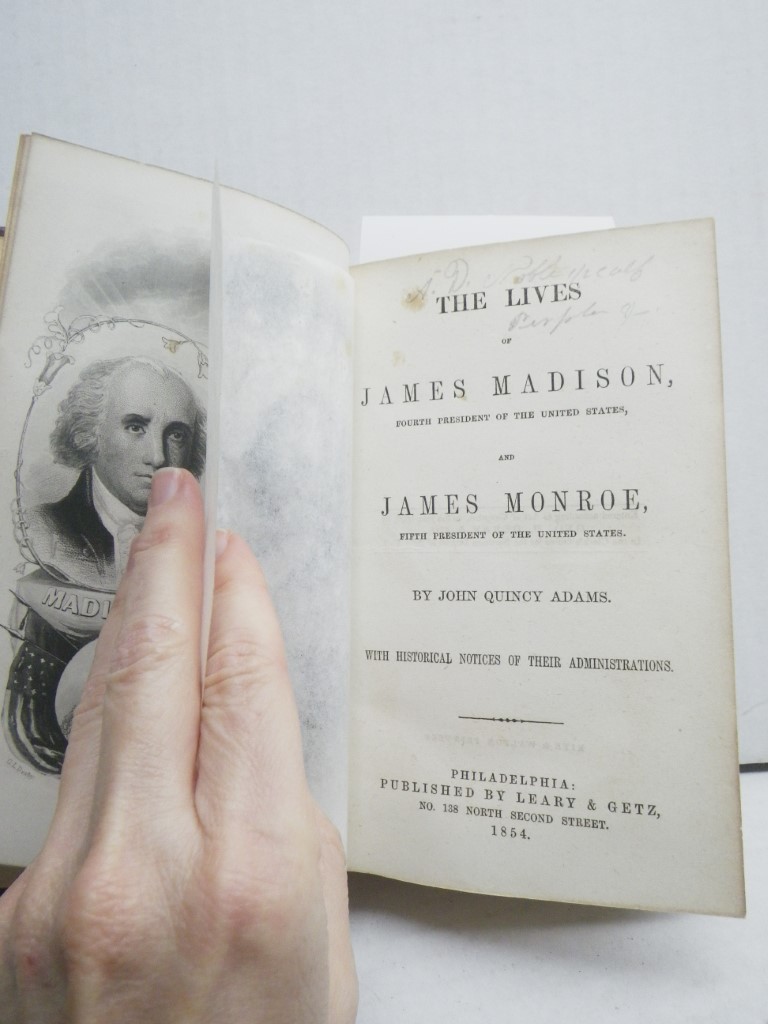 THE LIVES
OF
JAMES MADISON,
FOURTH PRESIDENT OF THE UNITED STATES,
AND
JAMES MONROE,
FIFTH PRESIDENT OF THE UNITED STATES.
BY JOHN QUINCY ADAMS.
WITH HISTORICAL NOTICES OF THEIR ADMINISTRATIONS.
PHILADELPHIA:
PUBLISHED BY LEARY & GETZ,
NO. 138 NORTH SECOND STREET.
1854.